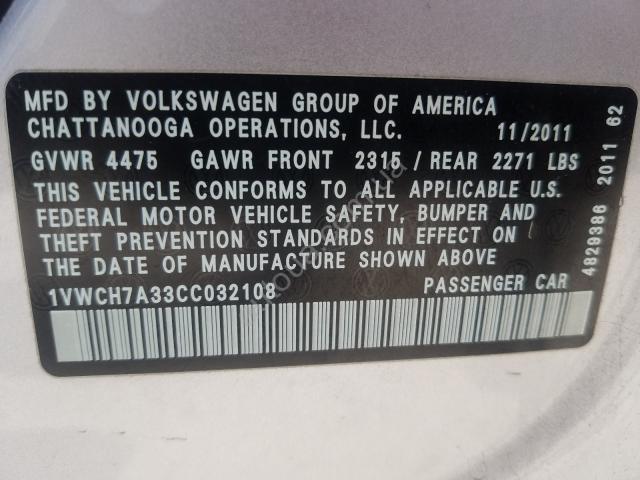 MFD BY VOLKSWAGEN GROUP OF AMERICA
CHATTANOOGA OPERATIONS, LLC. 11/2011
GVWR 4475 GAWR FRONT 2315 / REAR 2271 LBS
THIS VEHICLE CONFORMS TO ALL APPLICABLE U.S.
FEDERAL MOTOR VEHICLE SAFETY, BUMPER AND
THEFT PREVENTION STANDARDS IN EFFECT ON
THE DATE OF MANUFACTURE SHOWN ABOVE
1VWCH7A33CC032108 PASSENGER CAR
4929386 2011 62